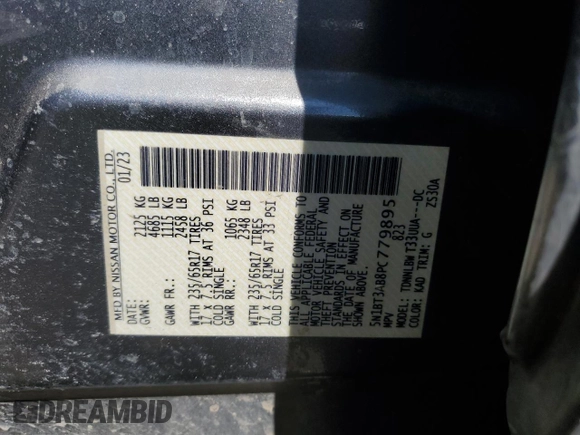 MFD BY NISSAN MOTOR CO., LTD.
DATE: 01/23
GVWR: 2125 KG
4685 LB
GAWR FR.: 1115 KG
2458 LB
WITH 235/65R17 TIRES
17 X 7.5 RIMS AT 36 PSI
COLD SINGLE
GAWR RR.: 1065 KG
2348 LB
WITH 235/65R17 TIRES
17 X 7.5 RIMS AT 33 PSI
COLD SINGLE
THIS VEHICLE CONFORMS TO
ALL APPLICABLE FEDERAL
MOTOR VEHICLE SAFETY AND
THEFT PREVENTION
STANDARDS IN EFFECT ON
THE DATE OF MANUFACTURE
SHOWN ABOVE.
5N1BT3AB8PC779895
MPV 823
MODEL: TDNNLBW T33UUA---DC
COLOR: KAD TRIM: G ZS30A
DREAMBID